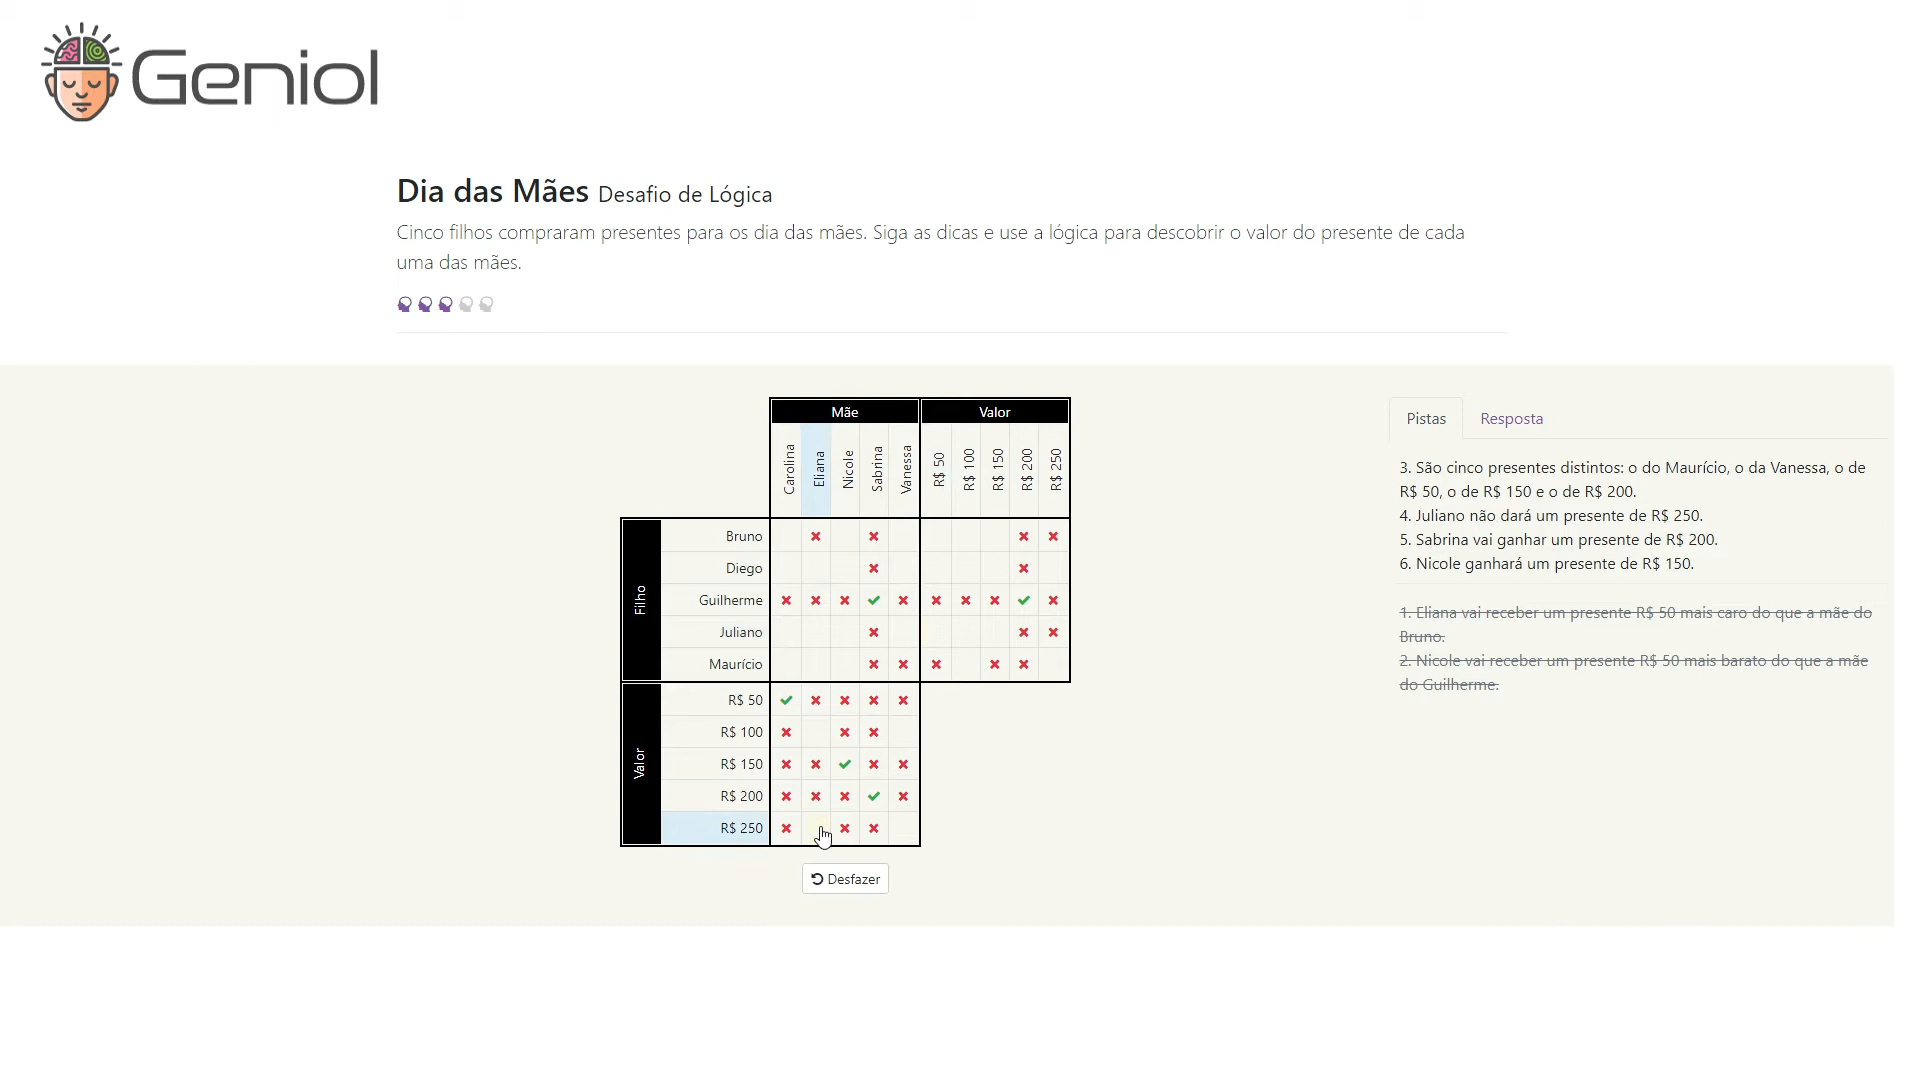 Geniol
Dia das Mães Desafio de Lógica
Cinco filhos compraram presentes para os dia das mães. Siga as dicas e use a lógica para descobrir o valor do presente de cada
uma das mães.
Mãe Valor
Carolina Eliana Nicole Sabrina Vanessa R$ 50 R$ 100 R$ 150 R$ 200 R$ 250
Filho
Bruno
Diego
Guilherme
Juliano
Maurício
Valor
R$ 50
R$ 100
R$ 150
R$ 200
R$ 250
Desfazer
Pistas Resposta
3. São cinco presentes distintos: o do Maurício, o da Vanessa, o de
R$ 50, o de R$ 150 e o de R$ 200.
4. Juliano não dará um presente de R$ 250.
5. Sabrina vai ganhar um presente de R$ 200.
6. Nicole ganhará um presente de R$ 150.
1. Eliana vai receber um presente R$ 50 mais caro do que a mãe do
Bruno.
2. Nicole vai receber um presente R$ 50 mais barato do que a mãe
do Guilherme.